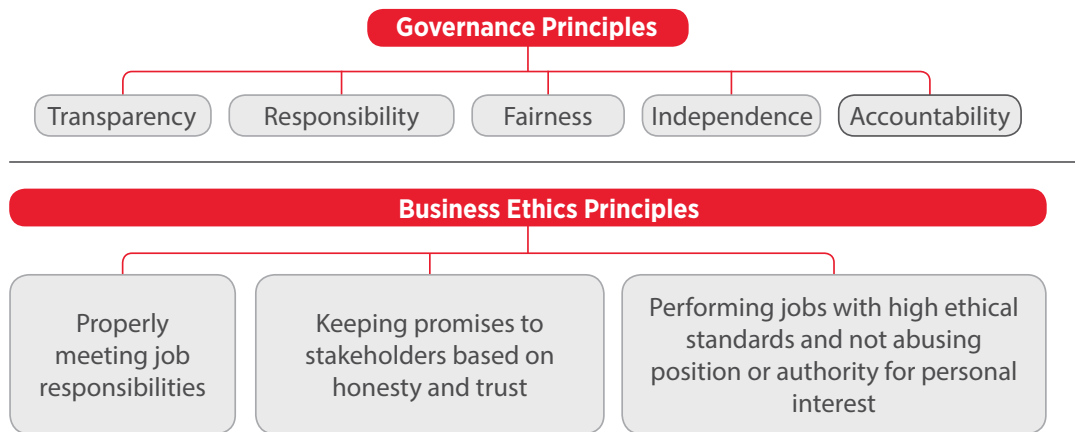 Governance Principles
Transparency
Responsibility
Fairness
Independence
Accountability
Business Ethics Principles
Properly
meeting job
responsibilities
Keeping promises to
stakeholders based on
honesty and trust
Performing jobs with high ethical
standards and not abusing
position or authority for personal
interest